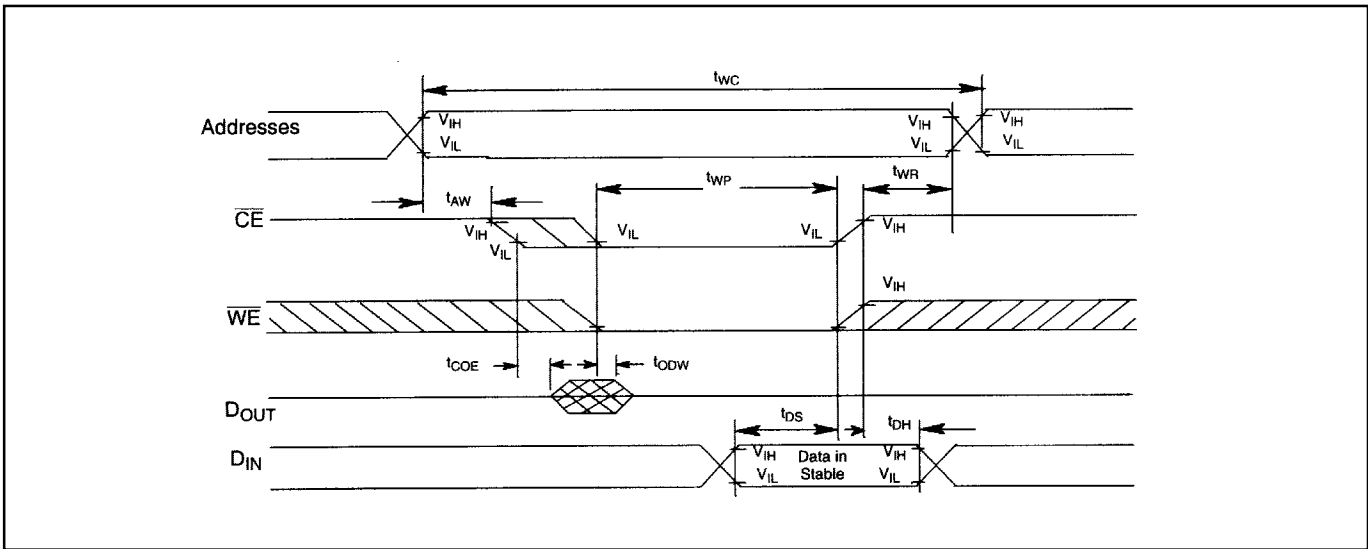 tWC
Addresses
VIH
VIL
VIH
VIL
VIH
VIL
tAW
tWP
tWR
CE
VIH
VIL
VIL
VIL
VIH
WE
VIH
tCOE
tODW
DOUT
tDS
tDH
DIN
VIH
VIL
Data in
Stable
VIH
VIL